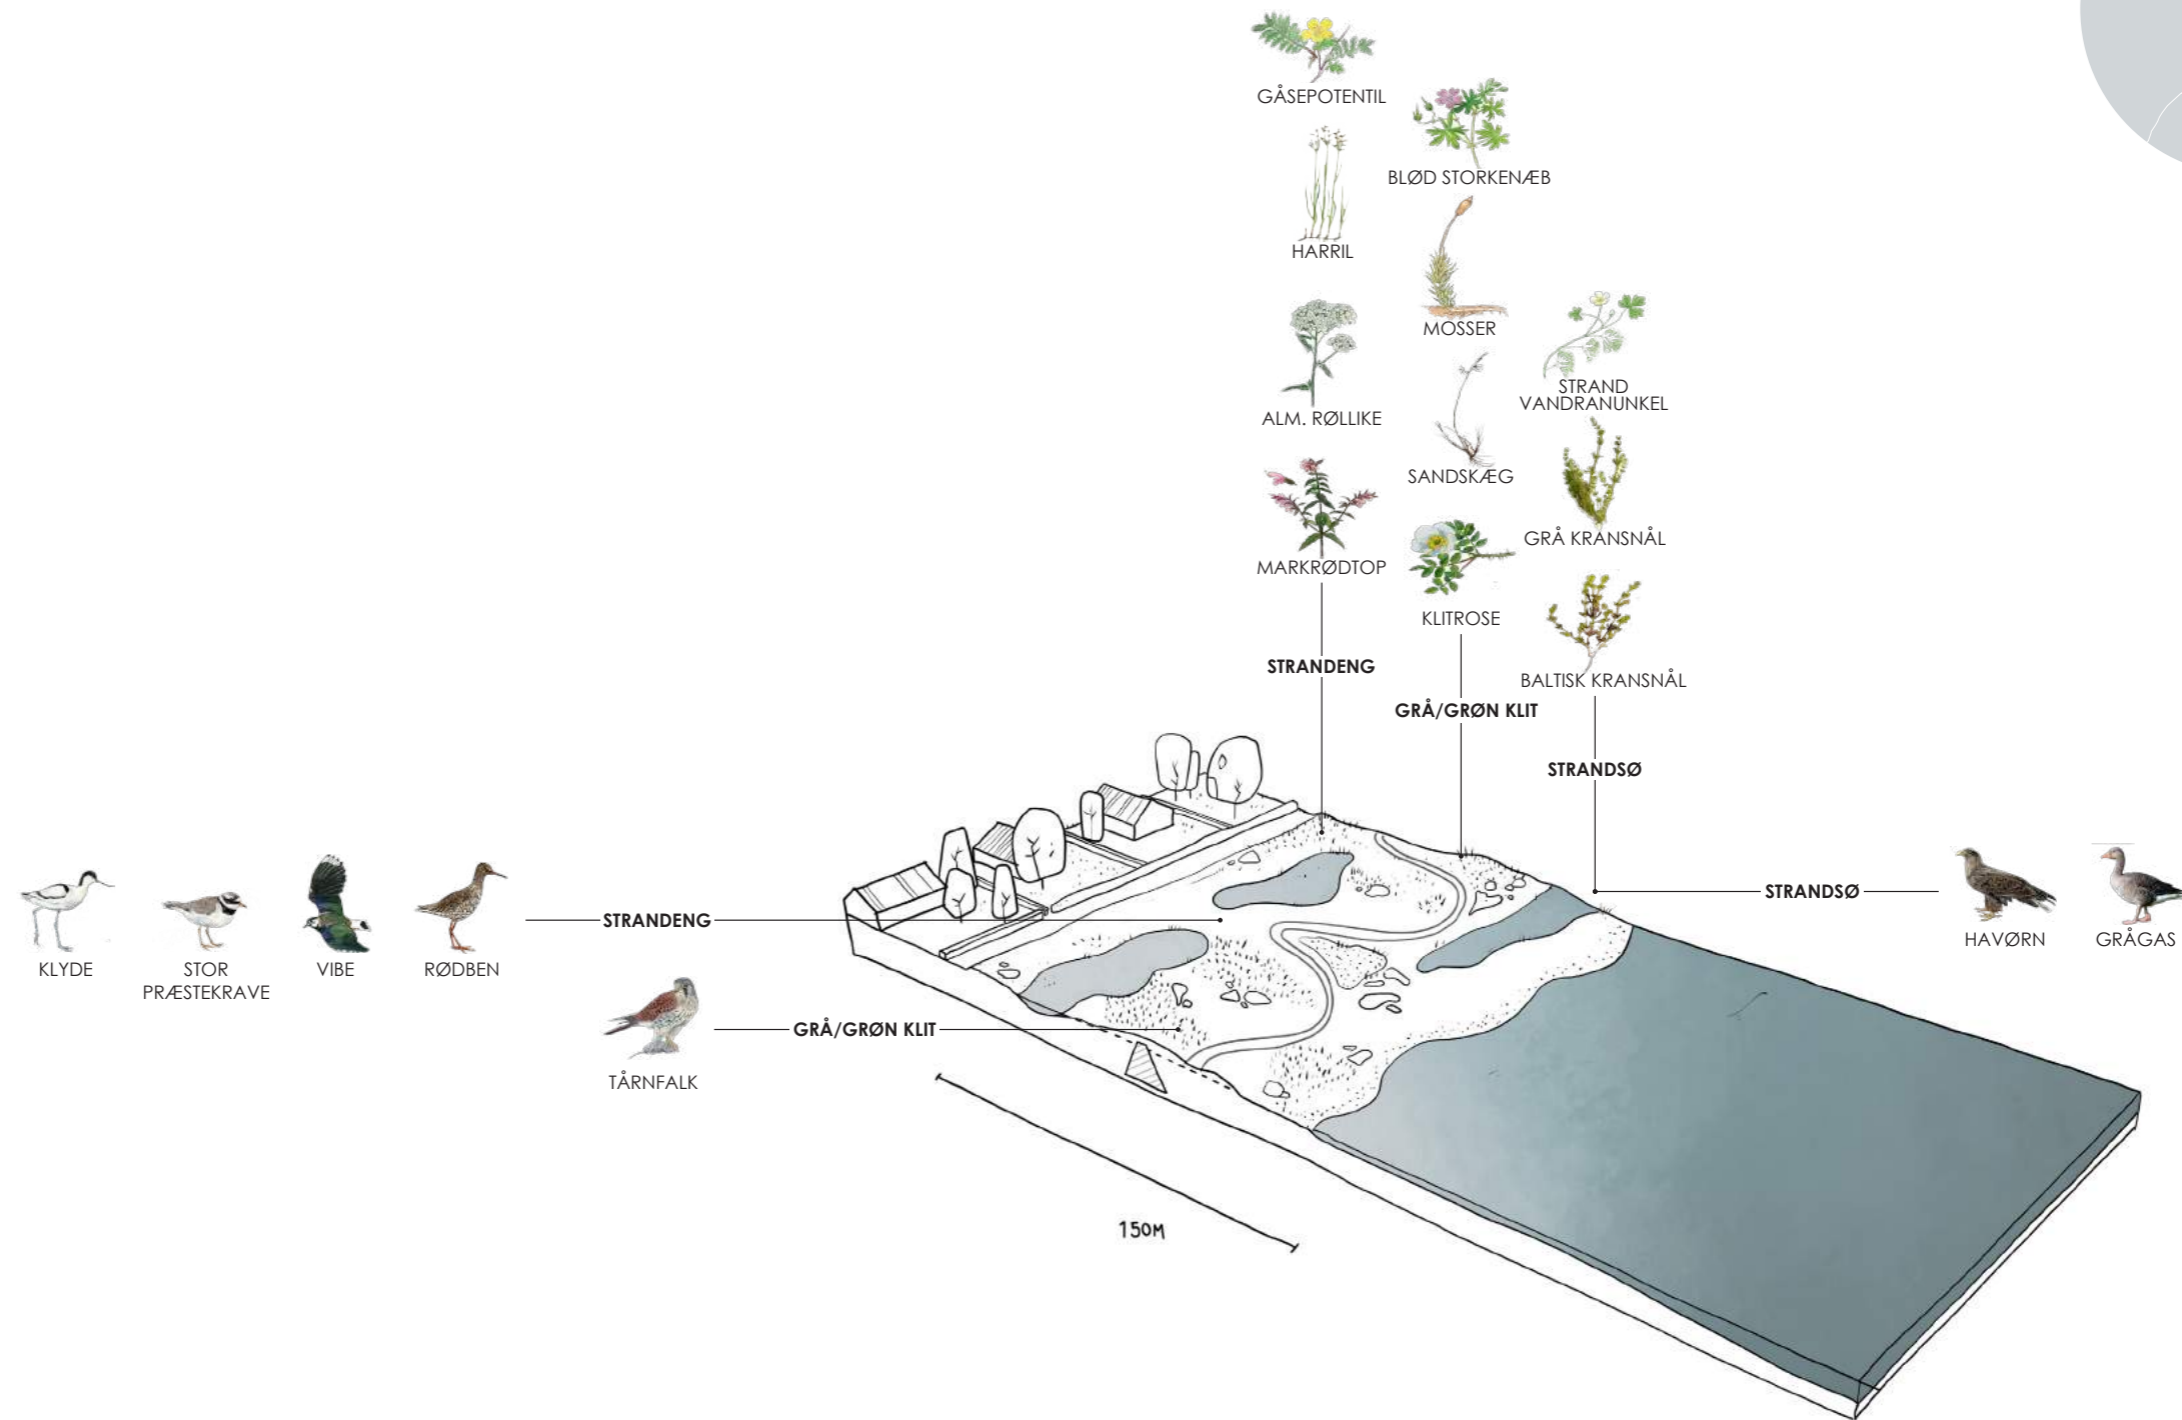 GÅSEPOTENTIL
BLØD STORKENÆB
HARRIL
MOSSER
STRAND
VANDRANUNKEL
ALM. RØLLIKE
SANDSKÆG
GRÅ KRANSNÅL
MARKRØDTOP
KLITROSE
STRANDENG
BALTISK KRANSNÅL
GRÅ/GRØN KLIT
STRANDSØ
STRANDENG
STRANDSØ
KLYDE
STOR
PRÆSTEKRAVE
VIBE
RØDBEN
HAVØRN
GRÅGAS
GRÅ/GRØN KLIT
TÅRNFALK
150M